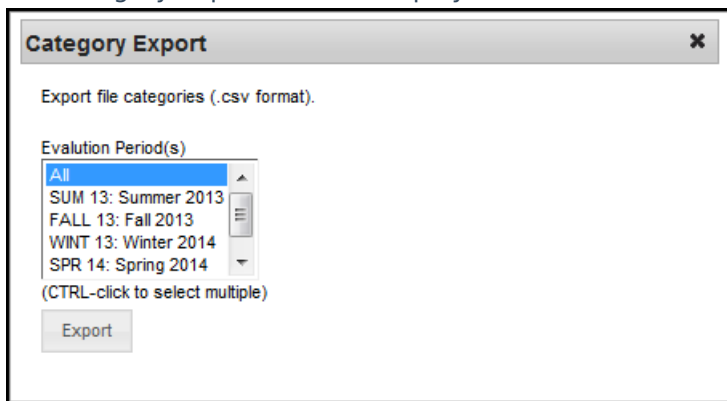 Category Export
Export file categories (.csv format).
Evalution Period(s)
All
SUM 13: Summer 2013
FALL 13: Fall 2013
WINT 13: Winter 2014
SPR 14: Spring 2014
(CTRL-click to select multiple)
Export